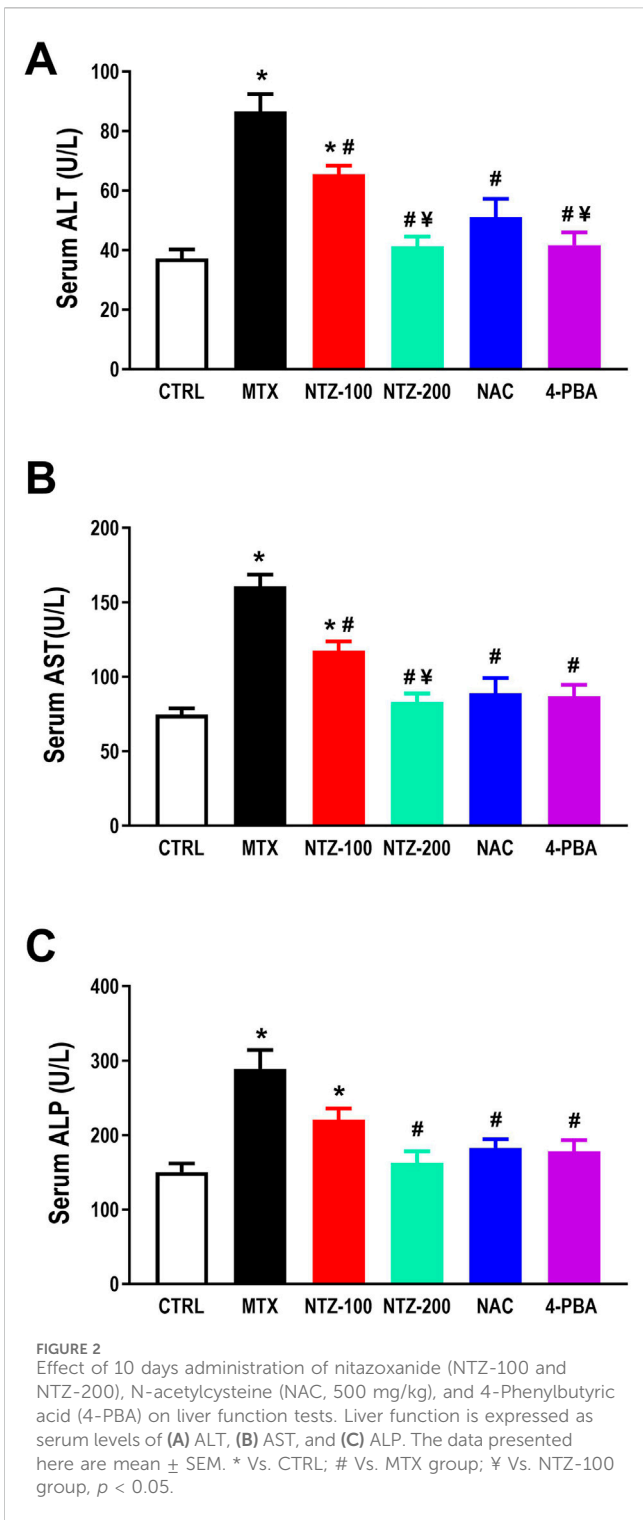 A
Serum ALT (U/L)
100
80
60
40
20
0
*
* #
# ¥
#
# ¥
CTRL MTX NTZ-100 NTZ-200 NAC 4-PBA
B
Serum AST(U/L)
200
150
100
50
0
*
* #
# ¥
#
#
CTRL MTX NTZ-100 NTZ-200 NAC 4-PBA
C
Serum ALP (U/L)
400
300
200
100
0
*
*
#
#
#
CTRL MTX NTZ-100 NTZ-200 NAC 4-PBA
FIGURE 2
Effect of 10 days administration of nitazoxanide (NTZ-100 and
NTZ-200), N-acetylcysteine (NAC, 500 mg/kg), and 4-Phenylbutyric
acid (4-PBA) on liver function tests. Liver function is expressed as
serum levels of (A) ALT, (B) AST, and (C) ALP. The data presented
here are mean ± SEM. * Vs. CTRL; # Vs. MTX group; ¥ Vs. NTZ-100
group, p < 0.05.